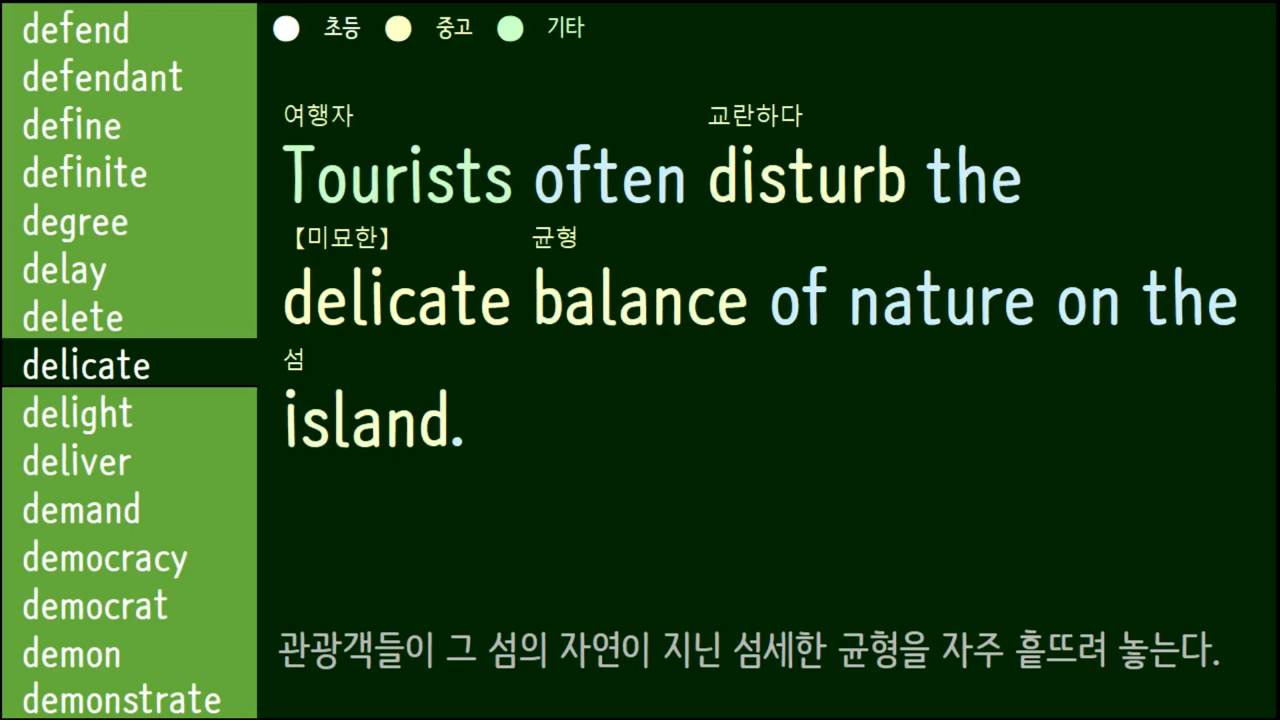 defend
defendant
define
definite
degree
delay
delete
delicate
delight
deliver
demand
democracy
democrat
demon
demonstrate
초등 중고 기타
여행자 교란하다
Tourists often disturb the
【미묘한】 균형
delicate balance of nature on the
섬
island.
관광객들이 그 섬의 자연이 지닌 섬세한 균형을 자주 흩뜨려 놓는다.